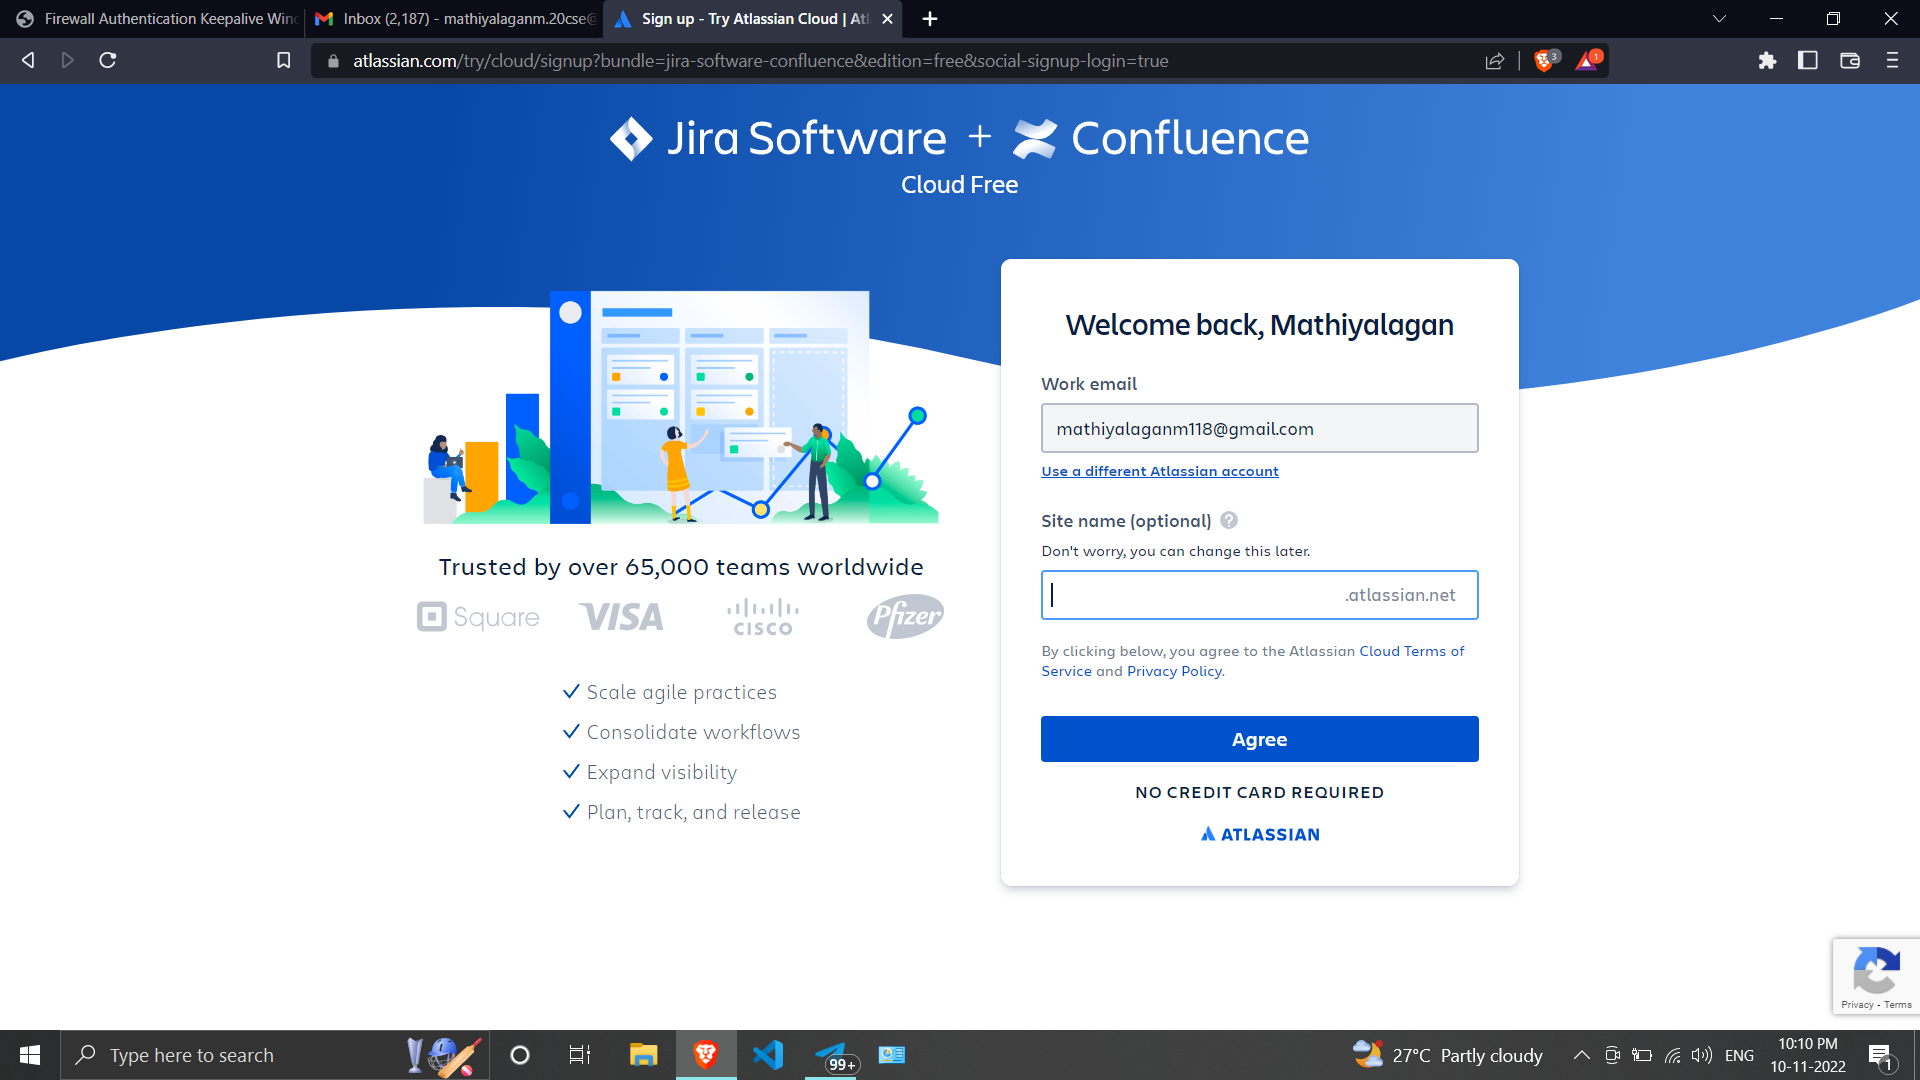 Firewall Authentication Keepalive Win
Inbox (2,187) - mathiyalaganm.20cse@
Sign up - Try Atlassian Cloud | Atl
atlassian.com/try/cloud/signup?bundle=jira-software-confluence&edition=free&social-signup-login=true
3
1
Jira Software + Confluence
Cloud Free
Trusted by over 65,000 teams worldwide
Square
VISA
CISCO
Pfizer
Scale agile practices
Consolidate workflows
Expand visibility
Plan, track, and release
Welcome back, Mathiyalagan
Work email
mathiyalaganm118@gmail.com
Use a different Atlassian account
Site name (optional) ?
Don't worry, you can change this later.
.atlassian.net
By clicking below, you agree to the Atlassian Cloud Terms of
Service and Privacy Policy.
Agree
NO CREDIT CARD REQUIRED
ATLASSIAN
Privacy - Terms
Type here to search
99+
27°C Partly cloudy
ENG
10:10 PM
10-11-2022
1